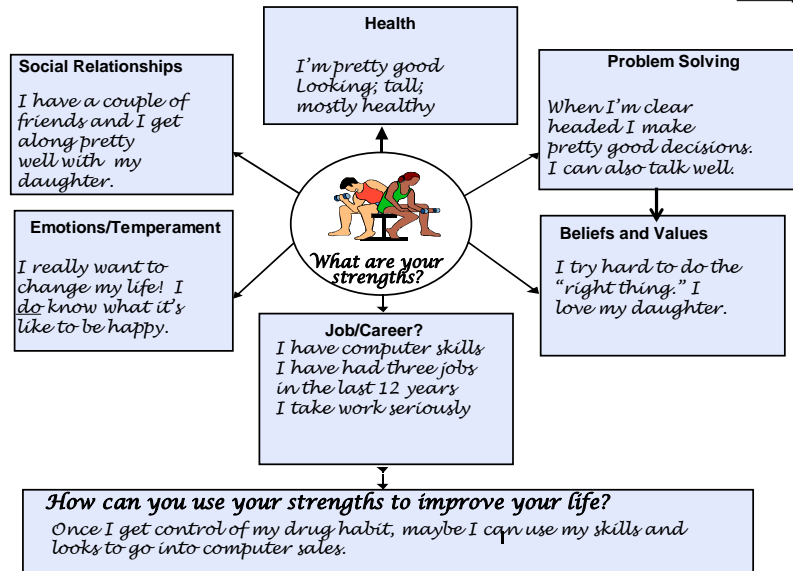 Health
I'm pretty good
Looking; tall;
mostly healthy
Social Relationships
I have a couple of
friends and I get
along pretty
well with my
daughter.
Problem Solving
When I'm clear
headed I make
pretty good decisions.
I can also talk well.
What are your
strengths?
Emotions/Temperament
I really want to
change my life! I
do know what it's
like to be happy.
Beliefs and Values
I try hard to do the
"right thing." I
love my daughter.
Job/Career?
I have computer skills
I have had three jobs
in the last 12 years
I take work seriously
How can you use your strengths to improve your life?
Once I get control of my drug habit, maybe I can use my skills and
looks to go into computer sales.